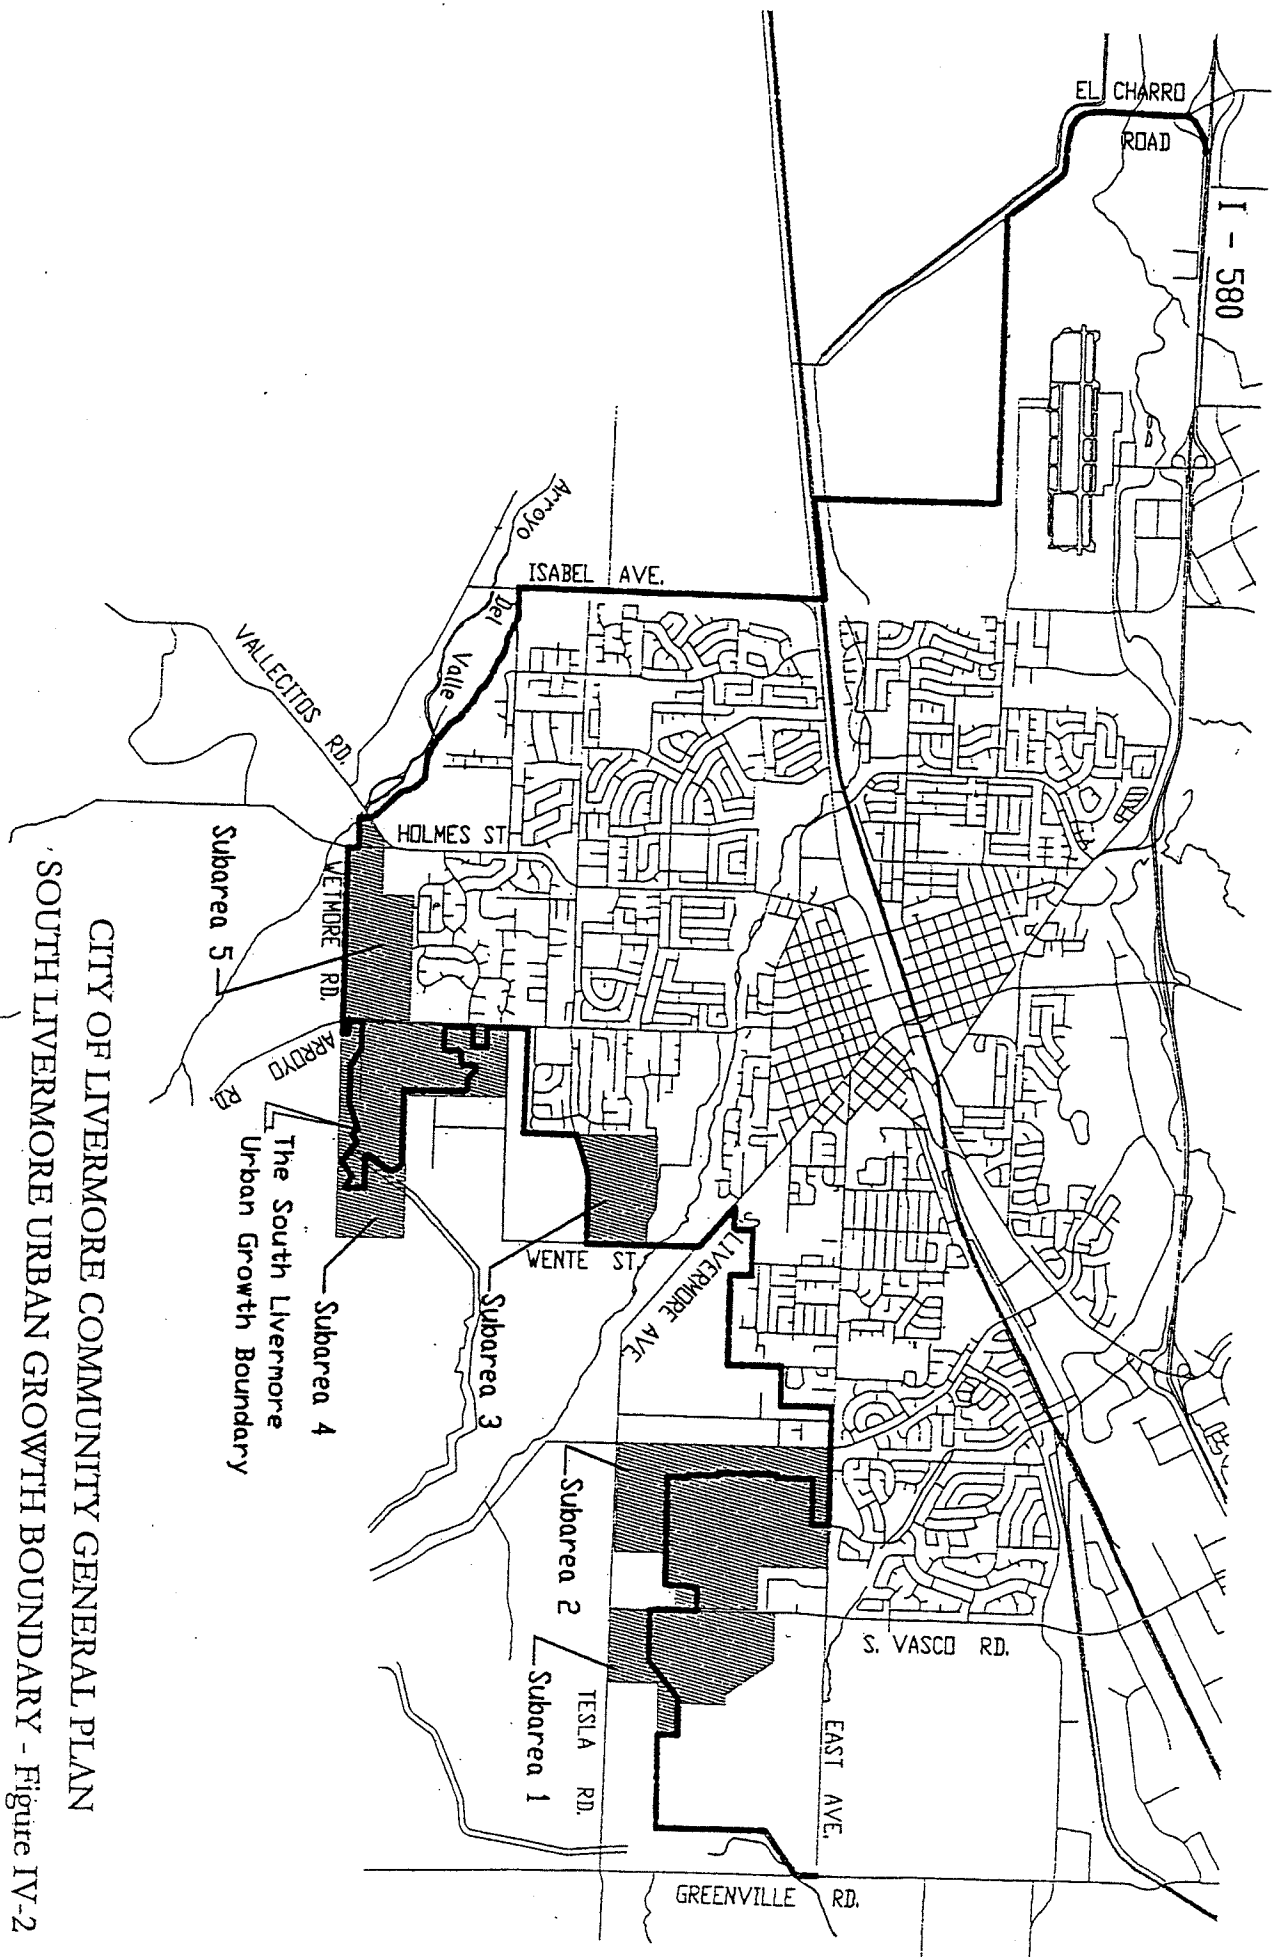 EL CHARRO
ROAD
I - 580
Arroyo
Del
Valle
ISABEL AVE.
VALLECITOS RD.
HOLMES ST
WETMORE RD.
Subarea 5
ARROYO
RD.
The South Livermore
Urban Growth Boundary
Subarea 4
Subarea 3
WENTE ST.
LIVERMORE AVE
Subarea 2
Subarea 1
TESLA RD.
S. VASCO RD.
EAST AVE.
GREENVILLE RD.
CITY OF LIVERMORE COMMUNITY GENERAL PLAN
SOUTH LIVERMORE URBAN GROWTH BOUNDARY - Figure IV-2